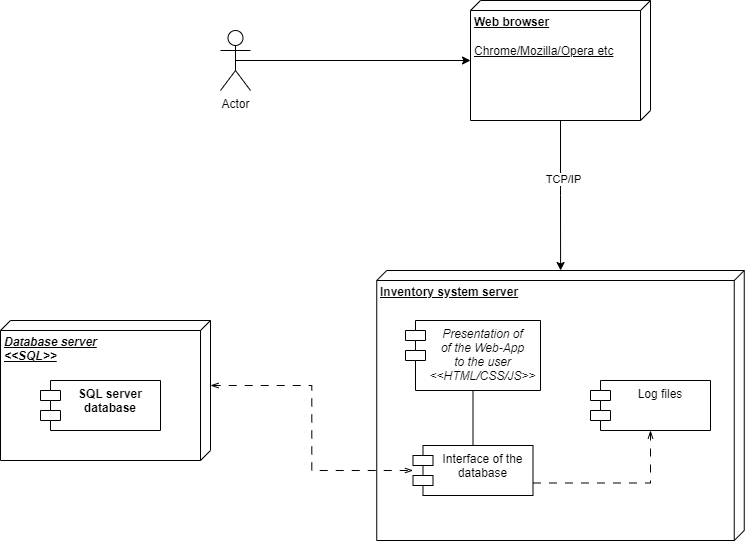 Web browser
Chrome/Mozilla/Opera etc
Actor
TCP/IP
Inventory system server
Presentation of
of the Web-App
to the user
<<HTML/CSS/JS>>
Log files
Interface of the
database
Database server
<<SQL>>
SQL server
database